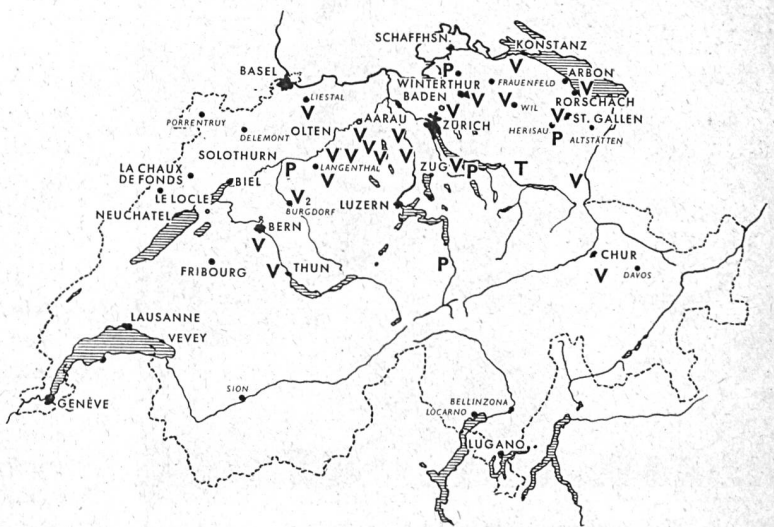 SCHAFFHSN.
KONSTANZ
P
V
BASEL
WINTERTHUR
FRAUENFELD
ARBON
V
LIESTAL
V
BADEN
V
V
V
WIL
RORSCHACH
PORRENTRUY
DELEMONT
OLTEN
AARAU
V
V
ZÜRICH
V
ST. GALLEN
HERISAU
P
ALTSTÄTTEN
SOLOTHURN
V
V
V
V
V
V
P
LANGENTHAL
V
ZUG
V
P
T
V
LA CHAUX
DE FONDS
BIEL
LE LOCLE
V2
BURGDORF
LUZERN
NEUCHATEL
BERN
V
FRIBOURG
V
THUN
P
CHUR
V
DAVOS
LAUSANNE
VEVEY
GENÈVE
SION
BELLINZONA
LOCARNO
LUGANO